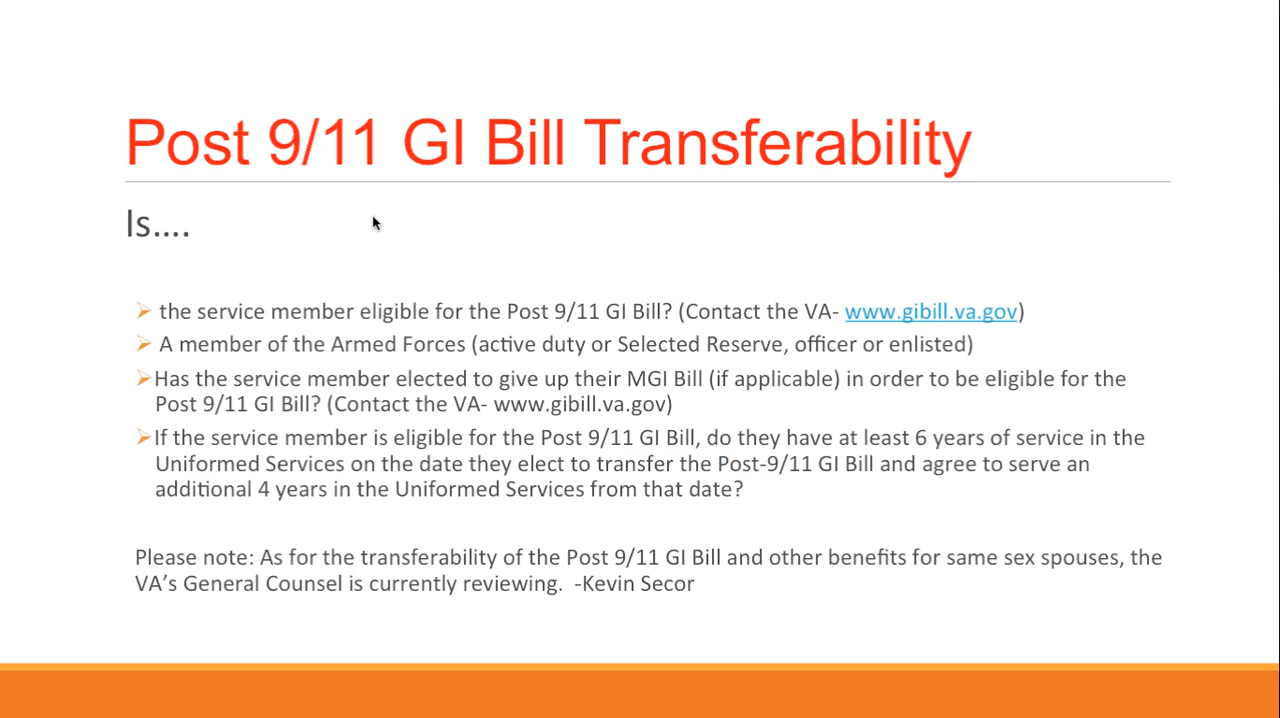 Post 9/11 GI Bill Transferability
Is....
the service member eligible for the Post 9/11 GI Bill? (Contact the VA- www.gibill.va.gov)
A member of the Armed Forces (active duty or Selected Reserve, officer or enlisted)
Has the service member elected to give up their MGI Bill (if applicable) in order to be eligible for the
Post 9/11 GI Bill? (Contact the VA- www.gibill.va.gov)
If the service member is eligible for the Post 9/11 GI Bill, do they have at least 6 years of service in the
Uniformed Services on the date they elect to transfer the Post-9/11 GI Bill and agree to serve an
additional 4 years in the Uniformed Services from that date?
Please note: As for the transferability of the Post 9/11 GI Bill and other benefits for same sex spouses, the
VA's General Counsel is currently reviewing.  -Kevin Secor